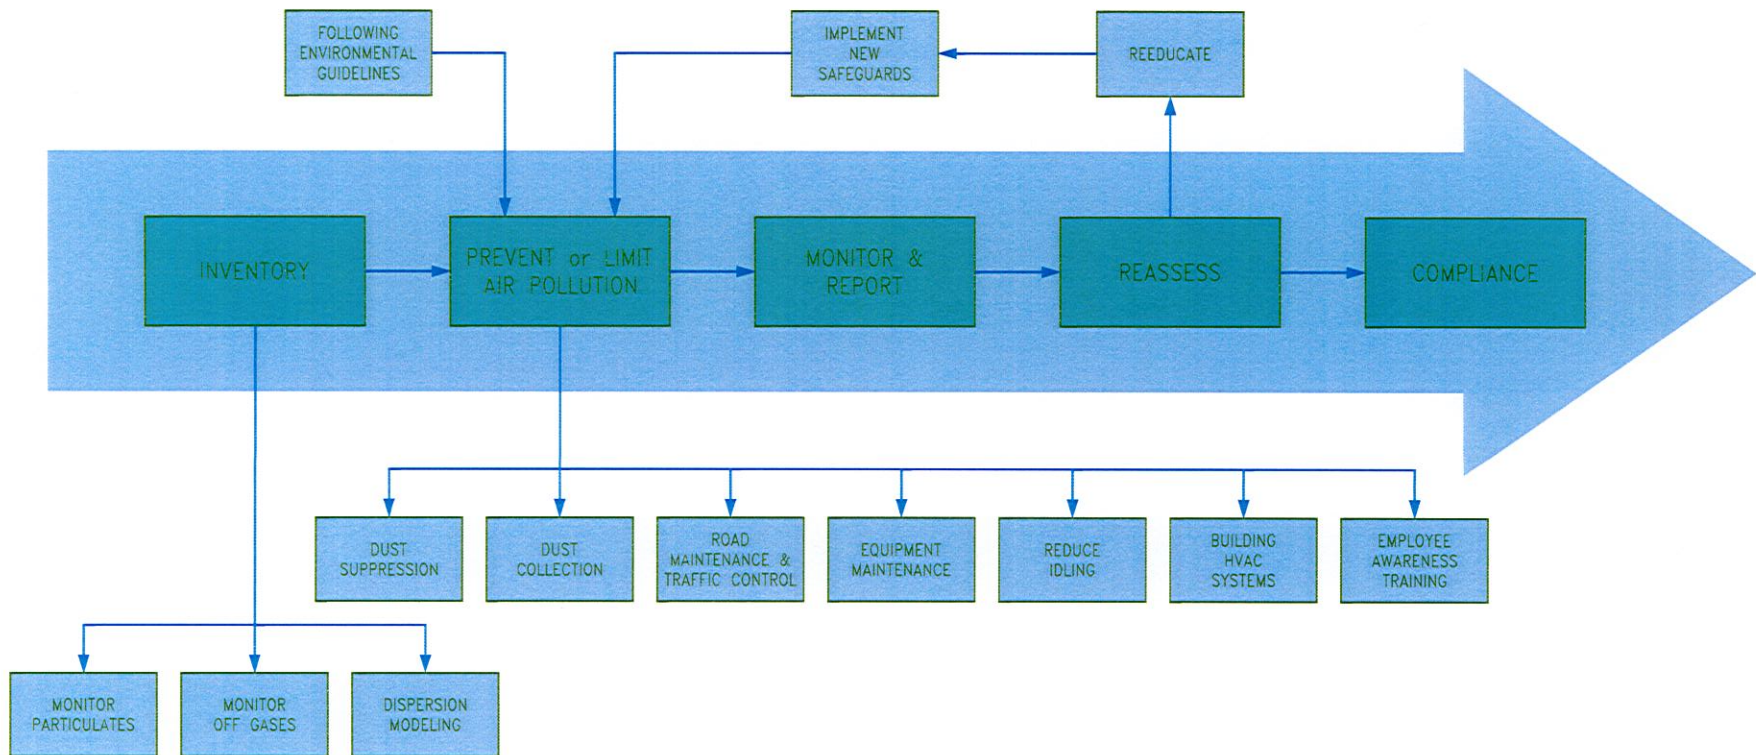 FOLLOWING
ENVIRONMENTAL
GUIDELINES
IMPLEMENT
NEW
SAFEGUARDS
REEDUCATE
INVENTORY
PREVENT or LIMIT
AIR POLLUTION
MONITOR &
REPORT
REASSESS
COMPLIANCE
DUST
SUPPRESSION
DUST
COLLECTION
ROAD
MAINTENANCE &
TRAFFIC CONTROL
EQUIPMENT
MAINTENANCE
REDUCE
IDLING
BUILDING
HVAC
SYSTEMS
EMPLOYEE
AWARENESS
TRAINING
MONITOR
PARTICULATES
MONITOR
OFF GASES
DISPERSION
MODELING